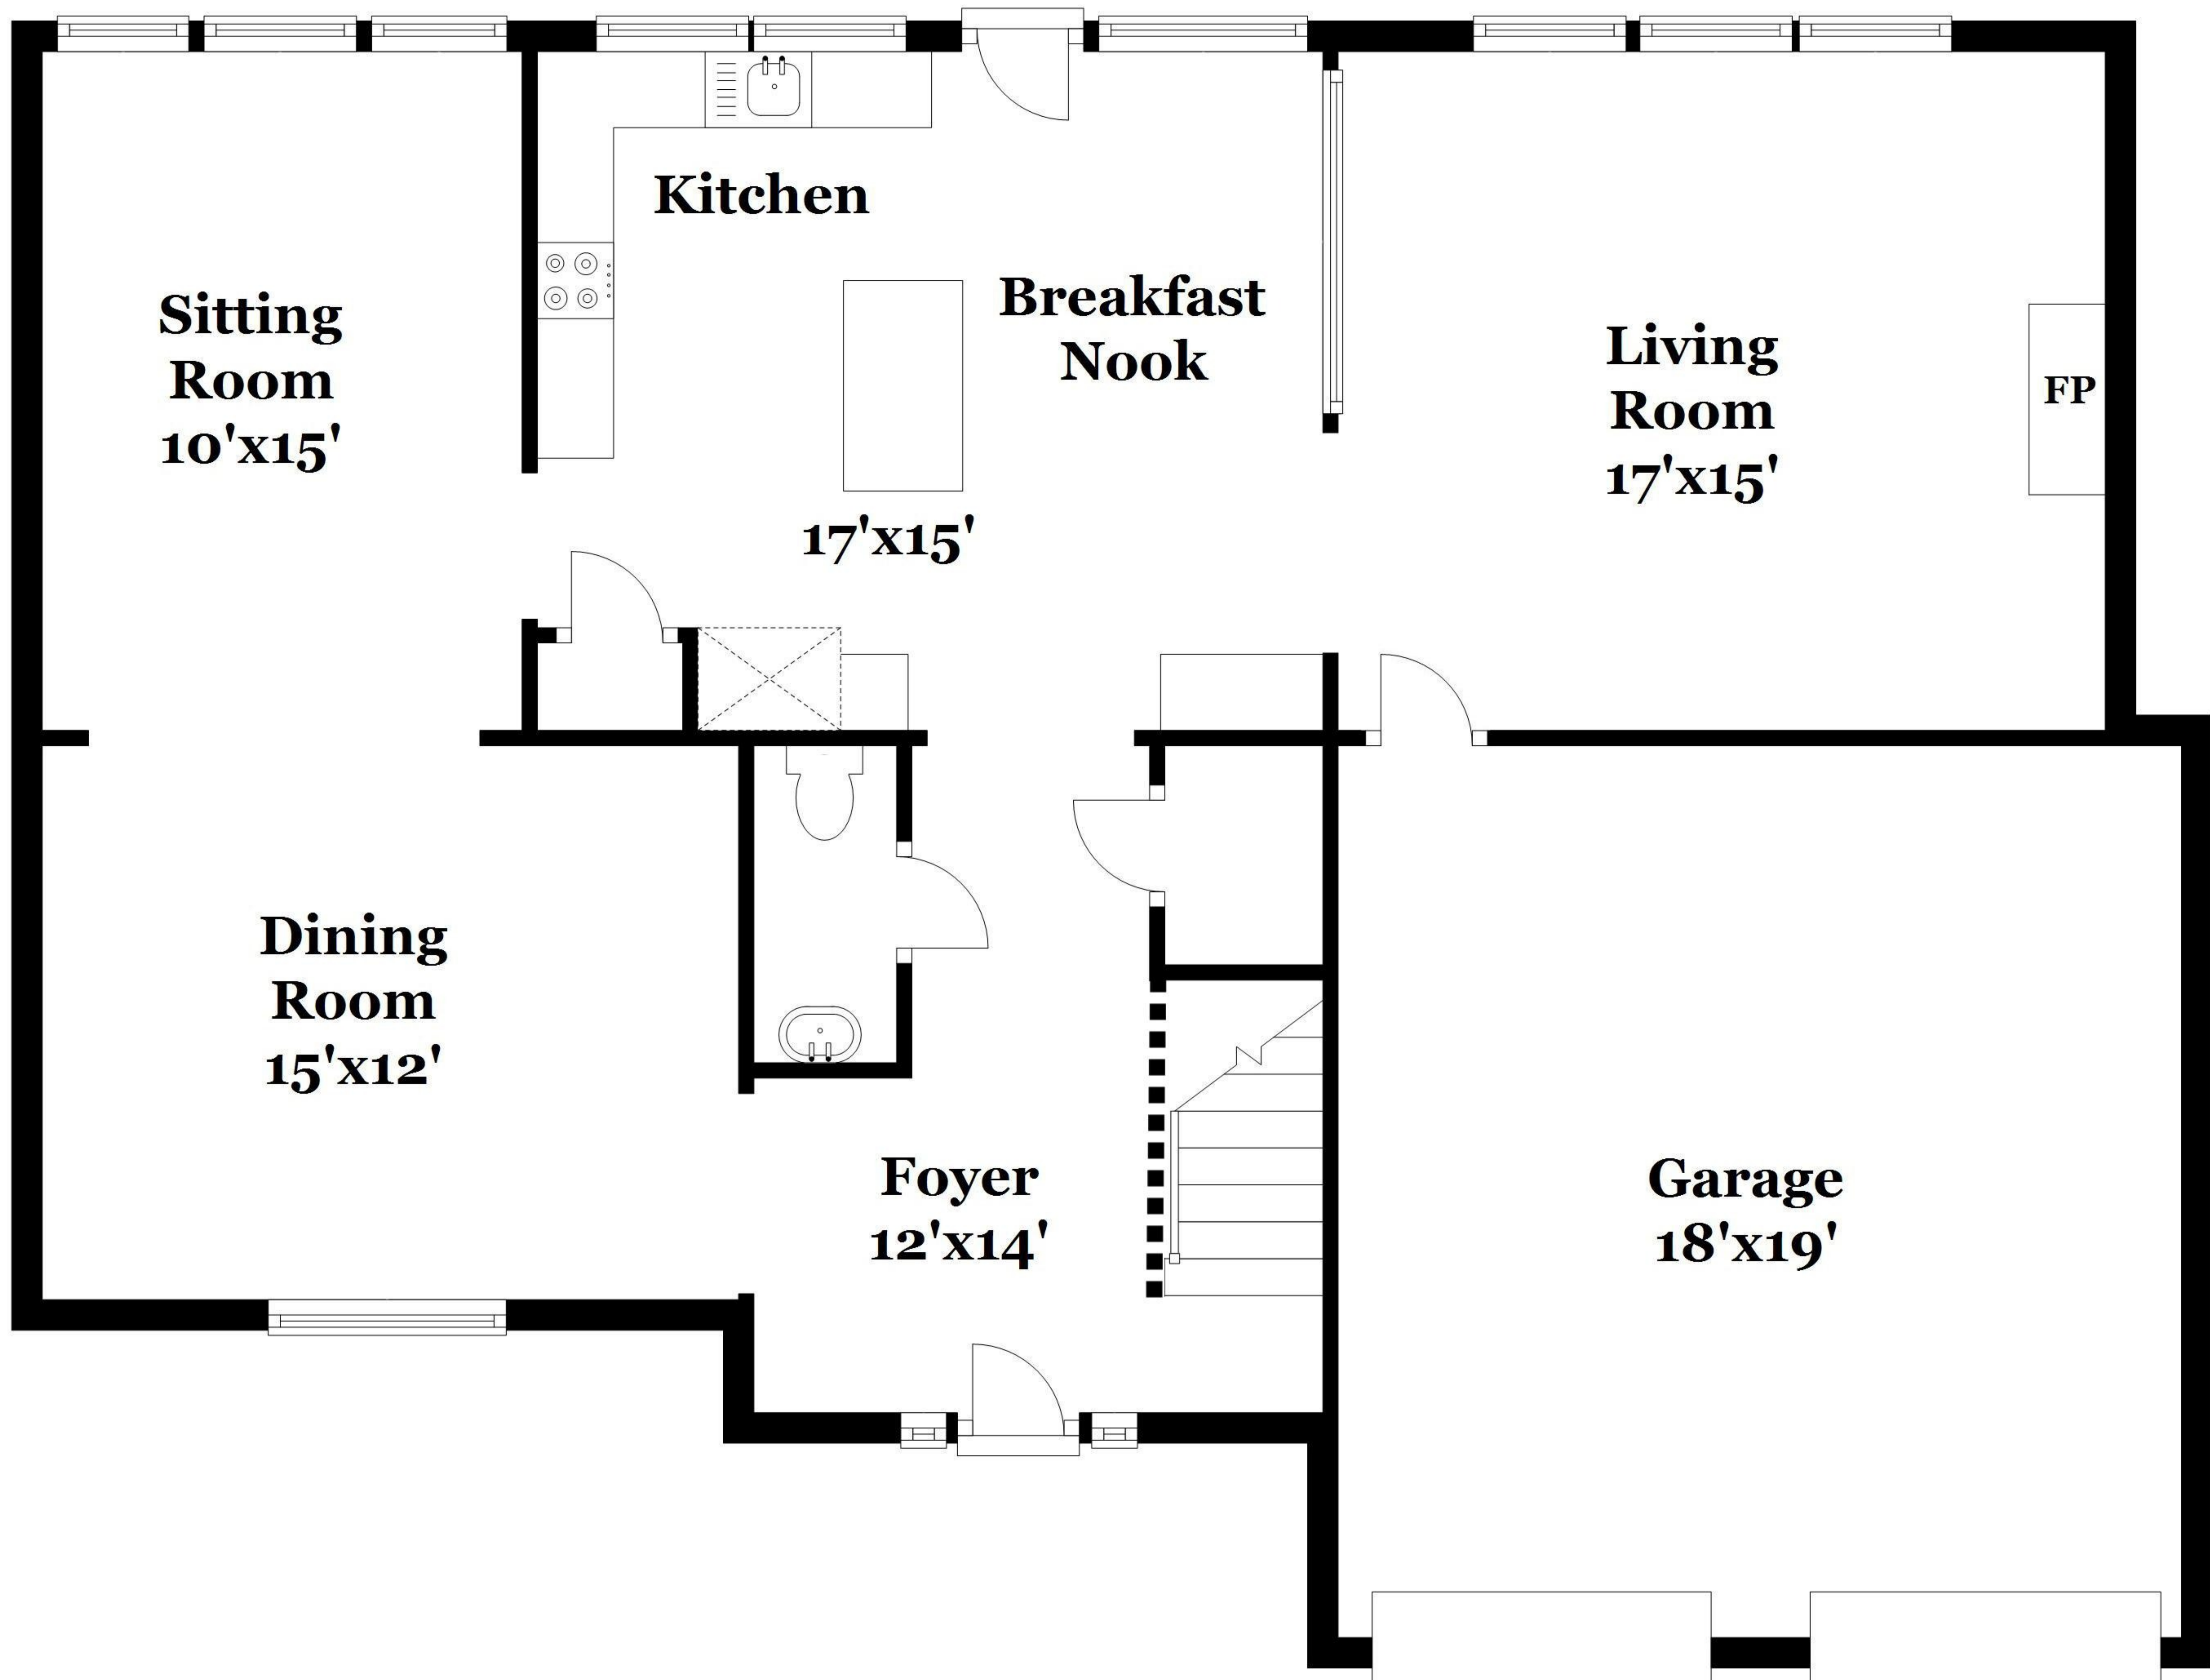 Kitchen
Breakfast
Nook
17'x15'
Sitting
Room
10'x15'
Living
Room
17'x15'
FP
Dining
Room
15'x12'
Foyer
12'x14'
Garage
18'x19'